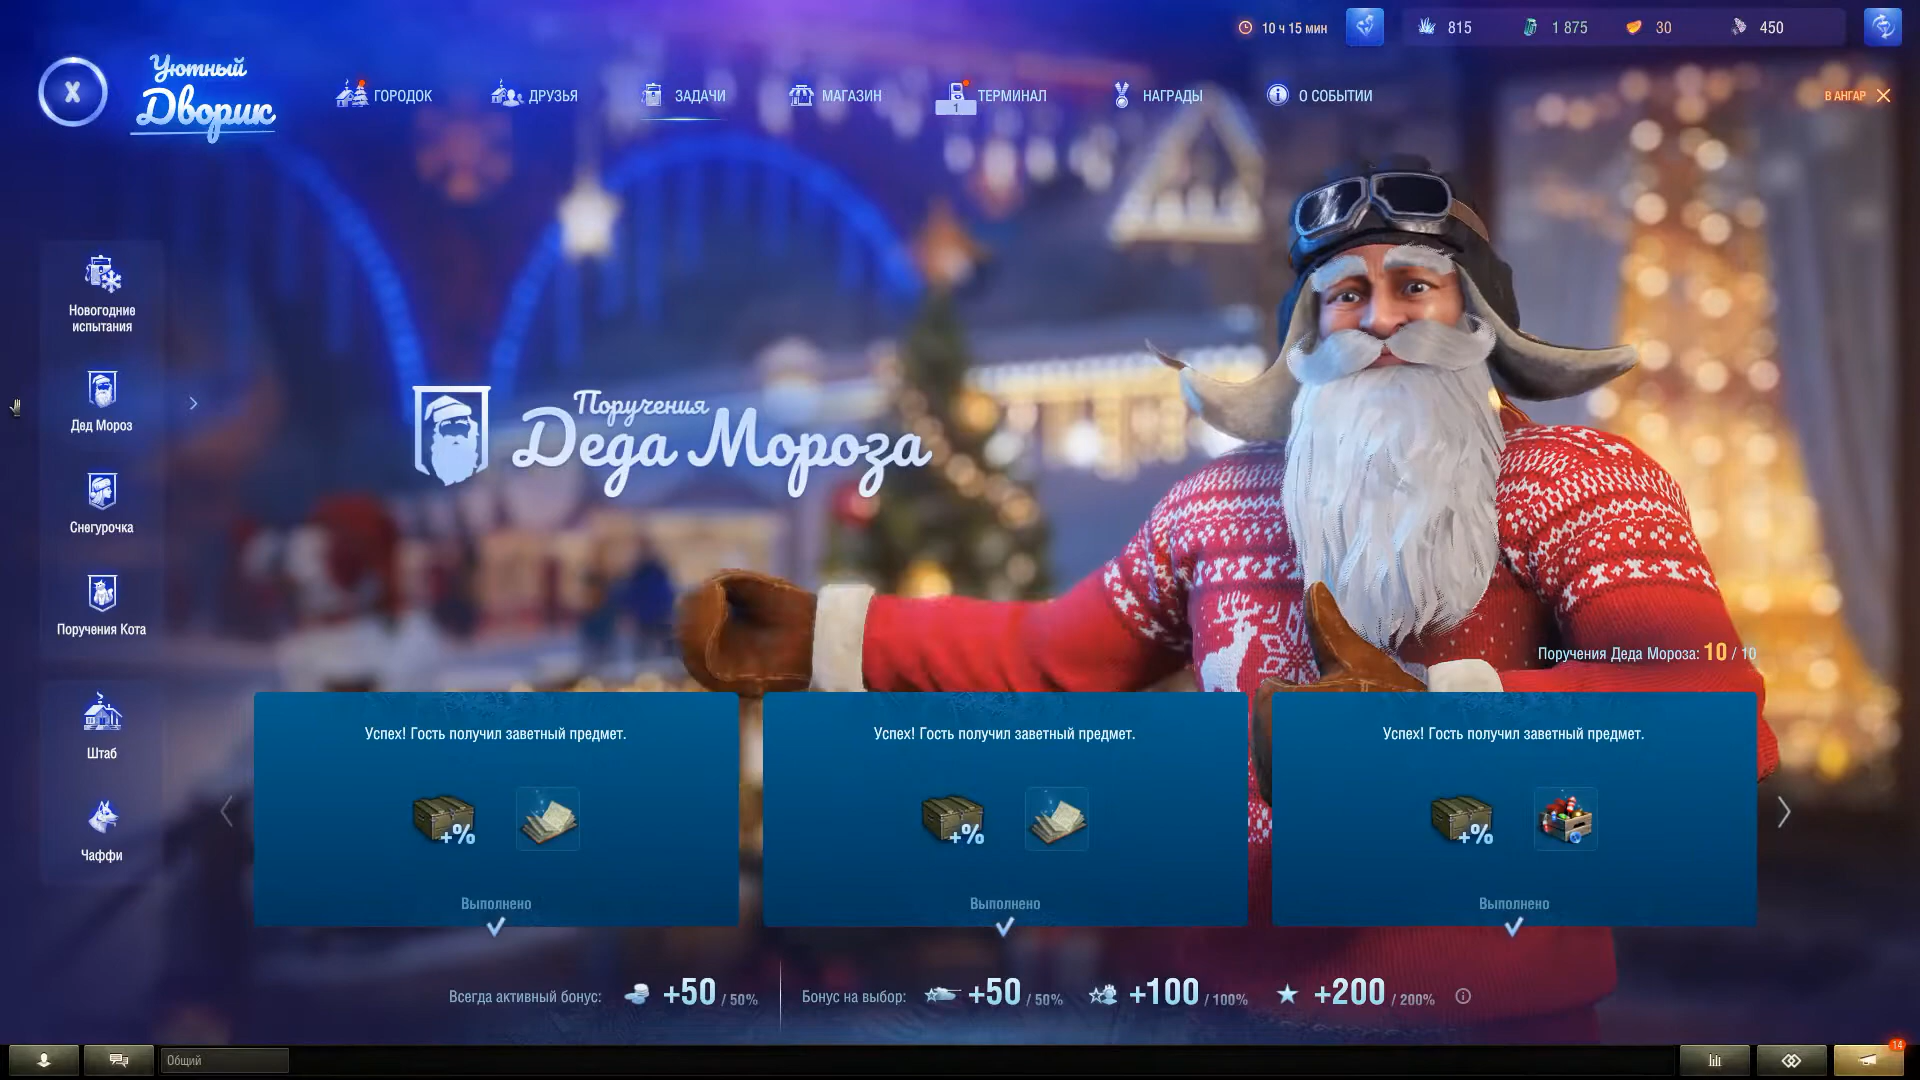 10 ч 15 мин
815
1 875
30
450
X
Уютный
Дворик
ГОРОДОК
ДРУЗЬЯ
ЗАДАЧИ
МАГАЗИН
1
ТЕРМИНАЛ
НАГРАДЫ
О СОБЫТИИ
В АНГАР
Новогодние
испытания
Дед Мороз
Снегурочка
Поручения Кота
Штаб
Чаффи
Поручения
Деда Мороза
Поручения Деда Мороза: 10 / 10
Успех! Гость получил заветный предмет.
+%
Выполнено
Успех! Гость получил заветный предмет.
+%
Выполнено
Успех! Гость получил заветный предмет.
+%
Выполнено
Всегда активный бонус: +50 / 50%
Бонус на выбор: +50 / 50% +100 / 100% +200 / 200%
Общий
14